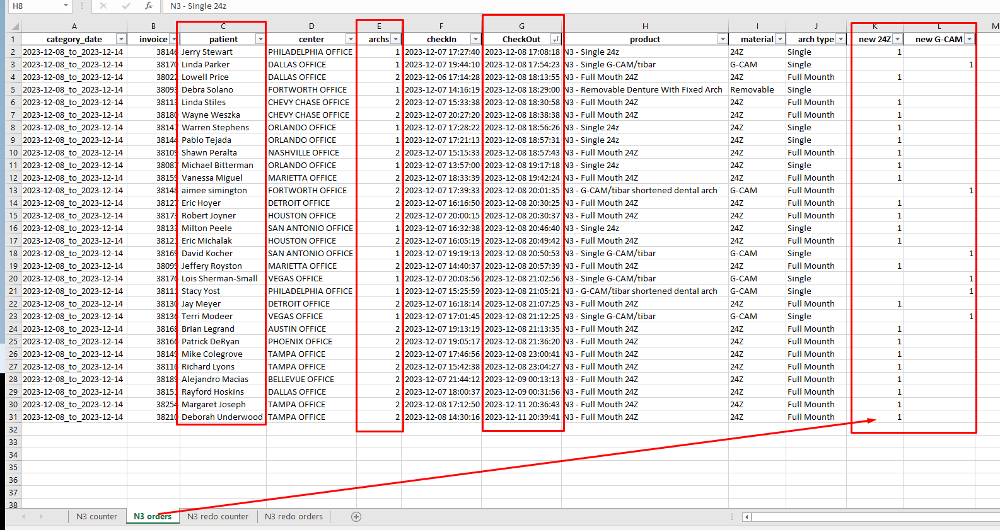 H8 fx N3 - Single 24z
A B C D E F G H I J K L M
1 category_date invoice patient center archs checkIn CheckOut product material arch type new 24Z new G-CAM
2 2023-12-08_to_2023-12-14 38146 Jerry Stewart PHILADELPHIA OFFICE 1 2023-12-07 17:27:40 2023-12-08 17:08:18 N3 - Single 24z 24Z Single 1
3 2023-12-08_to_2023-12-14 38170 Linda Parker DALLAS OFFICE 1 2023-12-07 19:44:10 2023-12-08 17:54:23 N3 - Single G-CAM/tibar G-CAM Single 1
4 2023-12-08_to_2023-12-14 38022 Lowell Price DALLAS OFFICE 2 2023-12-06 17:14:28 2023-12-08 18:13:55 N3 - Full Mouth 24Z 24Z Full Mounth 1
5 2023-12-08_to_2023-12-14 38093 Debra Solano FORTWORTH OFFICE 1 2023-12-07 14:16:19 2023-12-08 18:29:00 N3 - Removable Denture With Fixed Arch Removable Single
6 2023-12-08_to_2023-12-14 38113 Linda Stiles CHEVY CHASE OFFICE 2 2023-12-07 15:33:38 2023-12-08 18:30:58 N3 - Full Mouth 24Z 24Z Full Mounth 1
7 2023-12-08_to_2023-12-14 38180 Wayne Weszka CHEVY CHASE OFFICE 2 2023-12-07 20:27:20 2023-12-08 18:38:38 N3 - Full Mouth 24Z 24Z Full Mounth 1
8 2023-12-08_to_2023-12-14 38147 Warren Stephens ORLANDO OFFICE 1 2023-12-07 17:28:22 2023-12-08 18:56:26 N3 - Single 24z 24Z Single 1
9 2023-12-08_to_2023-12-14 38144 Pablo Tejada ORLANDO OFFICE 1 2023-12-07 17:21:13 2023-12-08 18:57:31 N3 - Single 24z 24Z Single 1
10 2023-12-08_to_2023-12-14 38109 Shawn Peralta NASHVILLE OFFICE 2 2023-12-07 15:15:33 2023-12-08 18:57:43 N3 - Full Mouth 24Z 24Z Full Mounth 1
11 2023-12-08_to_2023-12-14 38087 Michael Bitterman ORLANDO OFFICE 1 2023-12-07 13:57:00 2023-12-08 19:17:18 N3 - Single 24z 24Z Single 1
12 2023-12-08_to_2023-12-14 38159 Vanessa Miguel MARIETTA OFFICE 2 2023-12-07 18:33:39 2023-12-08 19:42:24 N3 - Full Mouth 24Z 24Z Full Mounth 1
13 2023-12-08_to_2023-12-14 38148 aimee simington FORTWORTH OFFICE 2 2023-12-07 17:39:33 2023-12-08 20:01:35 N3 - G-CAM/tibar shortened dental arch G-CAM Full Mounth 1
14 2023-12-08_to_2023-12-14 38127 Eric Hoyer DETROIT OFFICE 2 2023-12-07 16:16:50 2023-12-08 20:30:25 N3 - Full Mouth 24Z 24Z Full Mounth 1
15 2023-12-08_to_2023-12-14 38173 Robert Joyner HOUSTON OFFICE 2 2023-12-07 20:00:15 2023-12-08 20:30:37 N3 - Full Mouth 24Z 24Z Full Mounth 1
16 2023-12-08_to_2023-12-14 38133 Milton Peele SAN ANTONIO OFFICE 1 2023-12-07 16:32:38 2023-12-08 20:46:40 N3 - Single 24z 24Z Single 1
17 2023-12-08_to_2023-12-14 38121 Eric Michalak HOUSTON OFFICE 2 2023-12-07 16:05:19 2023-12-08 20:49:42 N3 - Full Mouth 24Z 24Z Full Mounth 1
18 2023-12-08_to_2023-12-14 38169 David Kocher SAN ANTONIO OFFICE 1 2023-12-07 19:19:13 2023-12-08 20:50:53 N3 - Single G-CAM/tibar G-CAM Single 1
19 2023-12-08_to_2023-12-14 38099 Jeffery Royston MARIETTA OFFICE 2 2023-12-07 14:40:37 2023-12-08 20:57:39 N3 - Full Mouth 24Z 24Z Full Mounth 1
20 2023-12-08_to_2023-12-14 38176 Lois Sherman-Small VEGAS OFFICE 1 2023-12-07 20:03:56 2023-12-08 21:02:56 N3 - Single G-CAM/tibar G-CAM Single 1
21 2023-12-08_to_2023-12-14 38111 Stacy Yost PHILADELPHIA OFFICE 1 2023-12-07 15:25:59 2023-12-08 21:05:21 N3 - G-CAM/tibar shortened dental arch G-CAM Single 1
22 2023-12-08_to_2023-12-14 38130 Jay Meyer DETROIT OFFICE 2 2023-12-07 16:18:14 2023-12-08 21:07:25 N3 - Full Mouth 24Z 24Z Full Mounth 1
23 2023-12-08_to_2023-12-14 38136 Terri Modeer VEGAS OFFICE 1 2023-12-07 17:01:45 2023-12-08 21:12:25 N3 - Single G-CAM/tibar G-CAM Single 1
24 2023-12-08_to_2023-12-14 38168 Brian Legrand AUSTIN OFFICE 2 2023-12-07 19:13:19 2023-12-08 21:13:35 N3 - Full Mouth 24Z 24Z Full Mounth 1
25 2023-12-08_to_2023-12-14 38166 Patrick DeRyan PHOENIX OFFICE 2 2023-12-07 19:05:17 2023-12-08 21:36:20 N3 - Full Mouth 24Z 24Z Full Mounth 1
26 2023-12-08_to_2023-12-14 38149 Mike Colegrove TAMPA OFFICE 2 2023-12-07 17:46:56 2023-12-08 23:00:41 N3 - Full Mouth 24Z 24Z Full Mounth 1
27 2023-12-08_to_2023-12-14 38116 Richard Lyons TAMPA OFFICE 2 2023-12-07 15:42:38 2023-12-08 23:04:27 N3 - Full Mouth 24Z 24Z Full Mounth 1
28 2023-12-08_to_2023-12-14 38189 Alejandro Macias BELLEVUE OFFICE 2 2023-12-07 21:44:12 2023-12-09 00:13:13 N3 - Full Mouth 24Z 24Z Full Mounth 1
29 2023-12-08_to_2023-12-14 38151 Rayford Hoskins DALLAS OFFICE 2 2023-12-07 18:00:37 2023-12-09 00:31:56 N3 - Full Mouth 24Z 24Z Full Mounth 1
30 2023-12-08_to_2023-12-14 38254 Margaret Joseph TAMPA OFFICE 2 2023-12-08 17:12:50 2023-12-11 20:36:43 N3 - Full Mouth 24Z 24Z Full Mounth 1
31 2023-12-08_to_2023-12-14 38210 Deborah Underwood TAMPA OFFICE 2 2023-12-08 14:30:16 2023-12-11 20:39:41 N3 - Full Mouth 24Z 24Z Full Mounth 1
32
33
34
35
36
37
38
N3 counter N3 orders N3 redo counter N3 redo orders